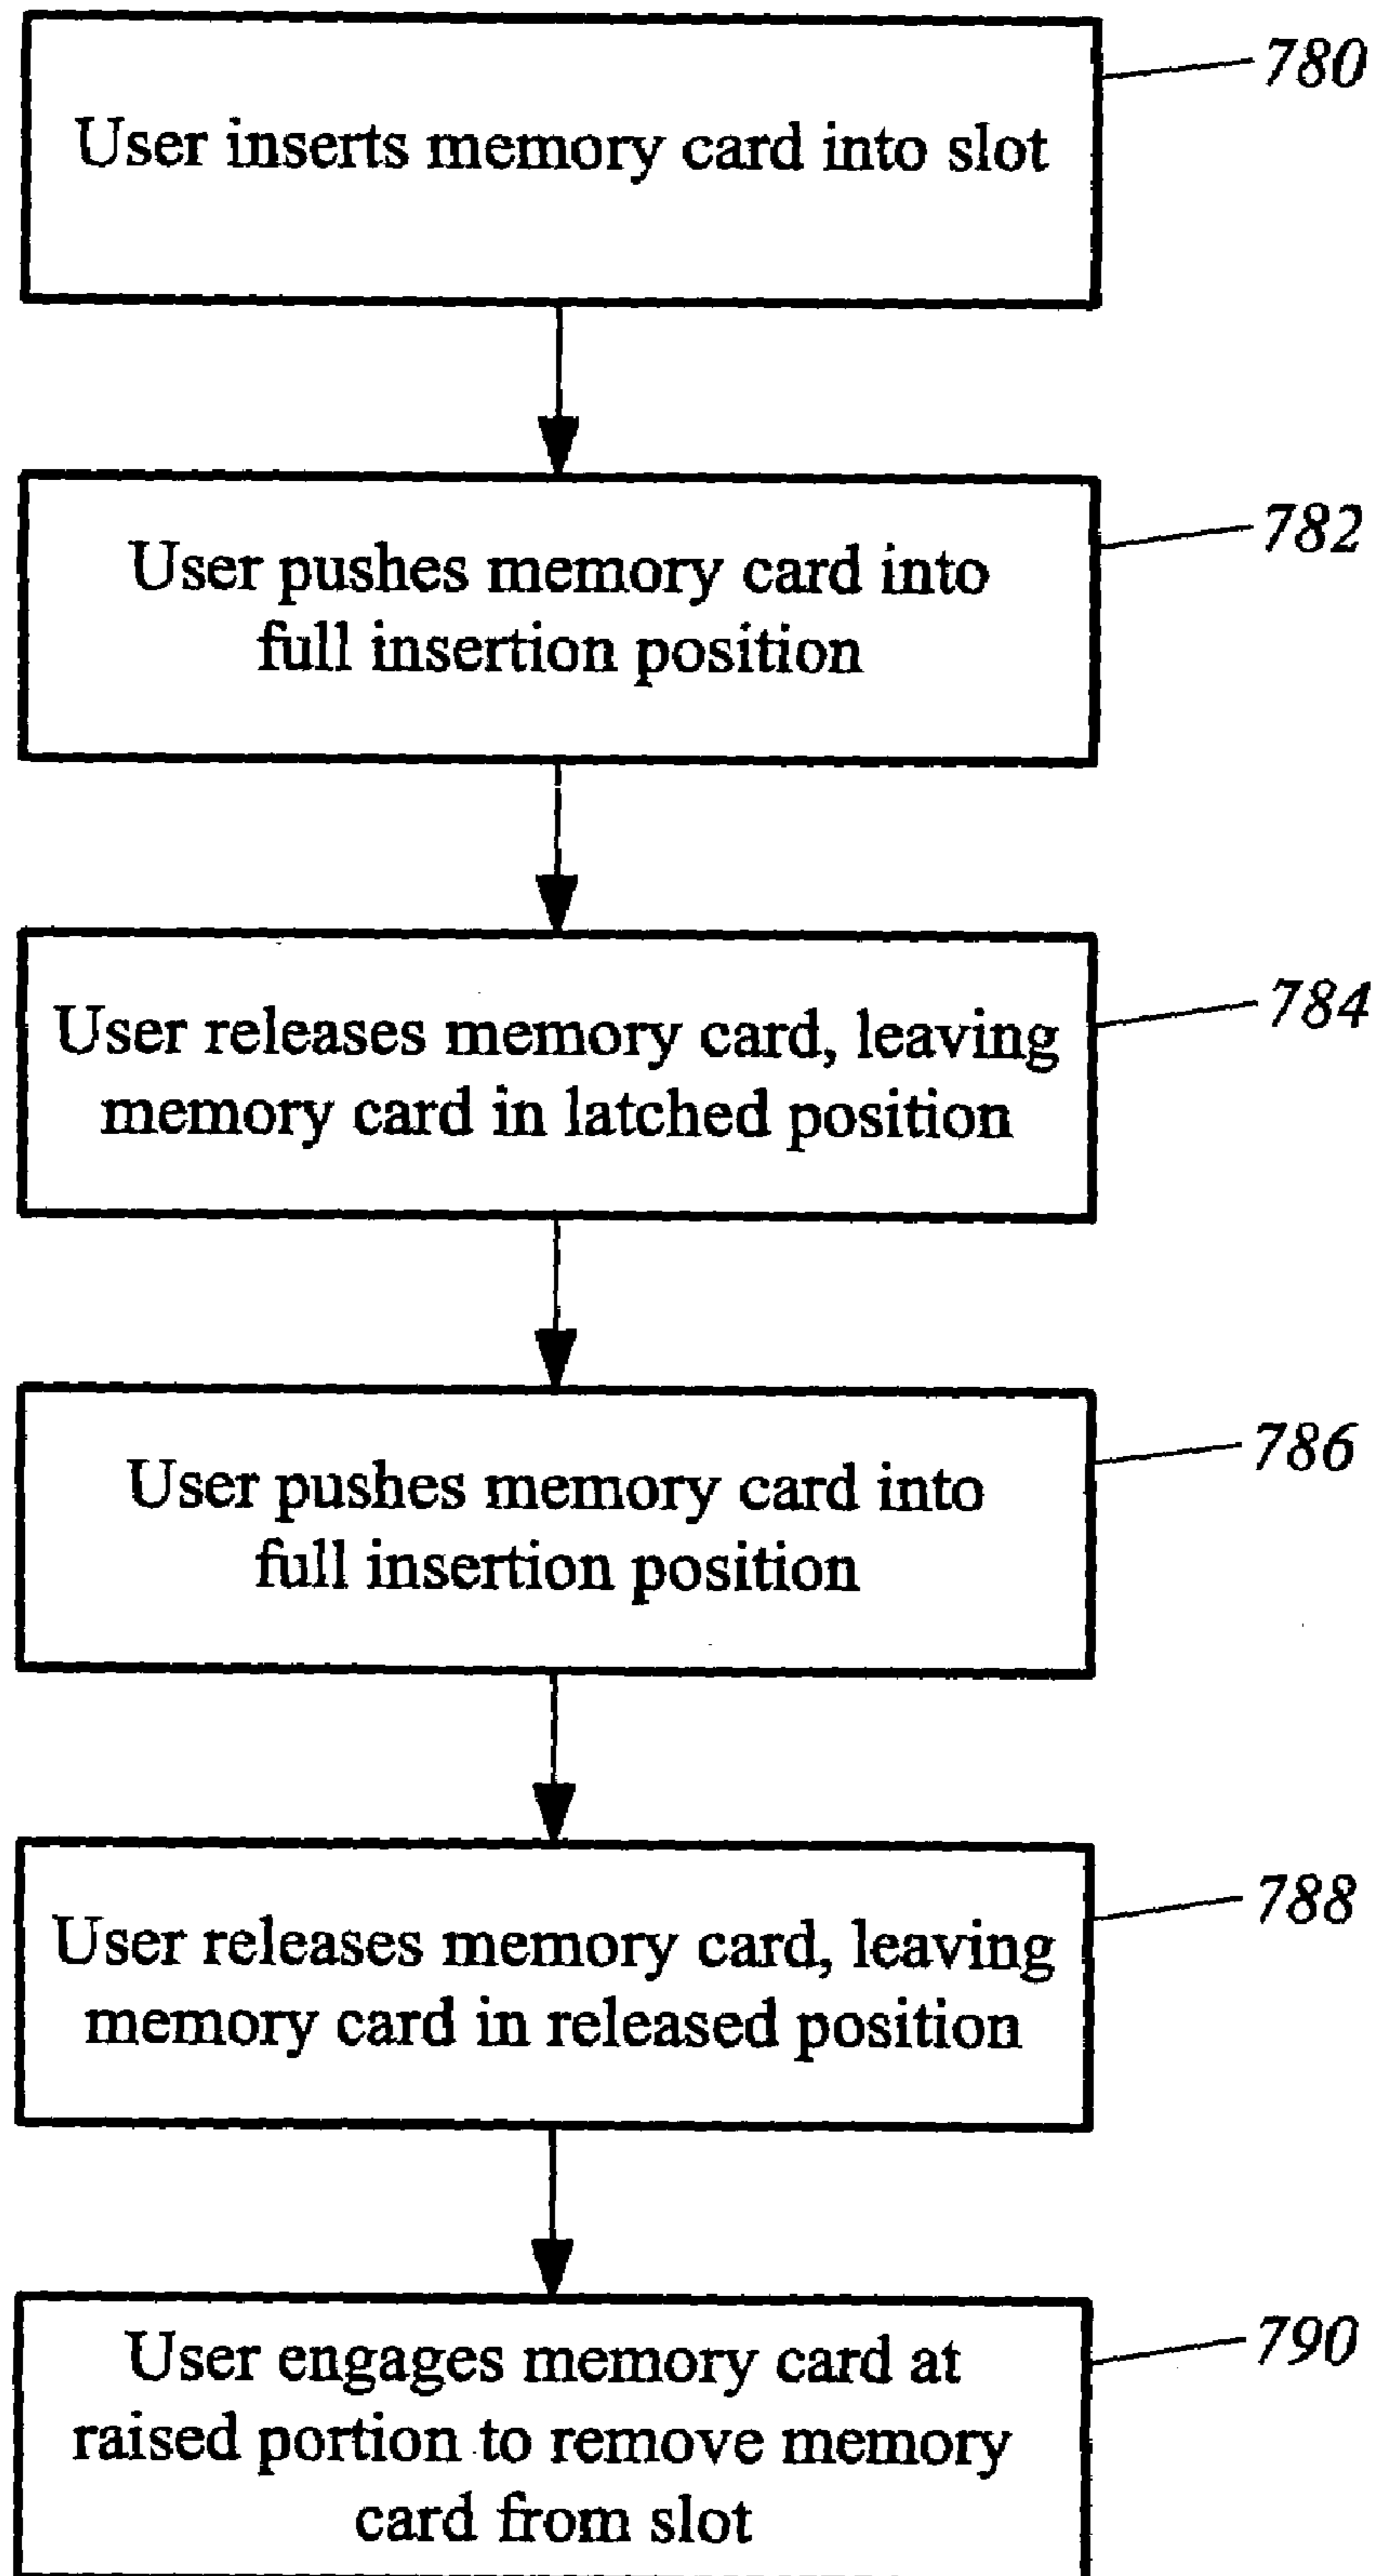 780
User inserts memory card into slot
782
User pushes memory card into
full insertion position
784
User releases memory card, leaving
memory card in latched position
786
User pushes memory card into
full insertion position
788
User releases memory card, leaving
memory card in released position
790
User engages memory card at
raised portion to remove memory
card from slot